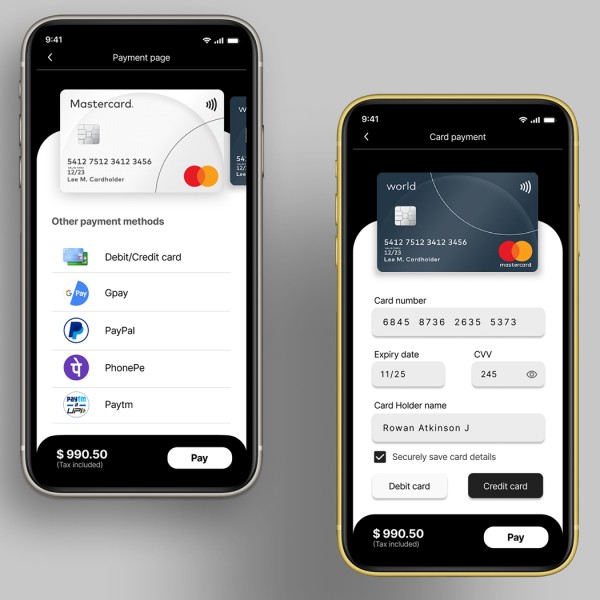 9:41
Payment page
Mastercard.
5412 7512 3412 3456
12/23
Lee M. Cardholder
Other payment methods
Debit/Credit card
G Pay
Gpay
PayPal
पे
PhonePe
Paytm
UPI
Paytm
$ 990.50
(Tax included)
Pay
9:41
Card payment
world
5412 7512 3412 3456
12/23
Lee M. Cardholder
mastercard
Card number
6845 8736 2635 5373
Expiry date
CVV
11/25
245
Card Holder name
Rowan Atkinson J
Securely save card details
Debit card
Credit card
$ 990.50
(Tax included)
Pay